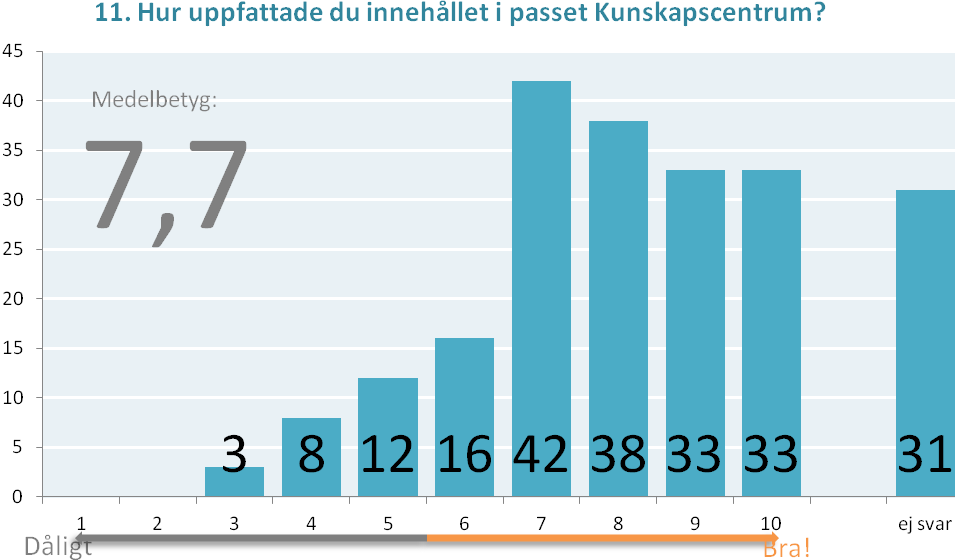 11. Hur uppfattade du innehållet i passet Kunskapscentrum?
45
40
35
30
25
20
15
10
5
0
Medelbetyg:
7,7
3 8 12 16 42 38 33 33 31
1 2 3 4 5 6 7 8 9 10 ej svar
Dåligt Bra!